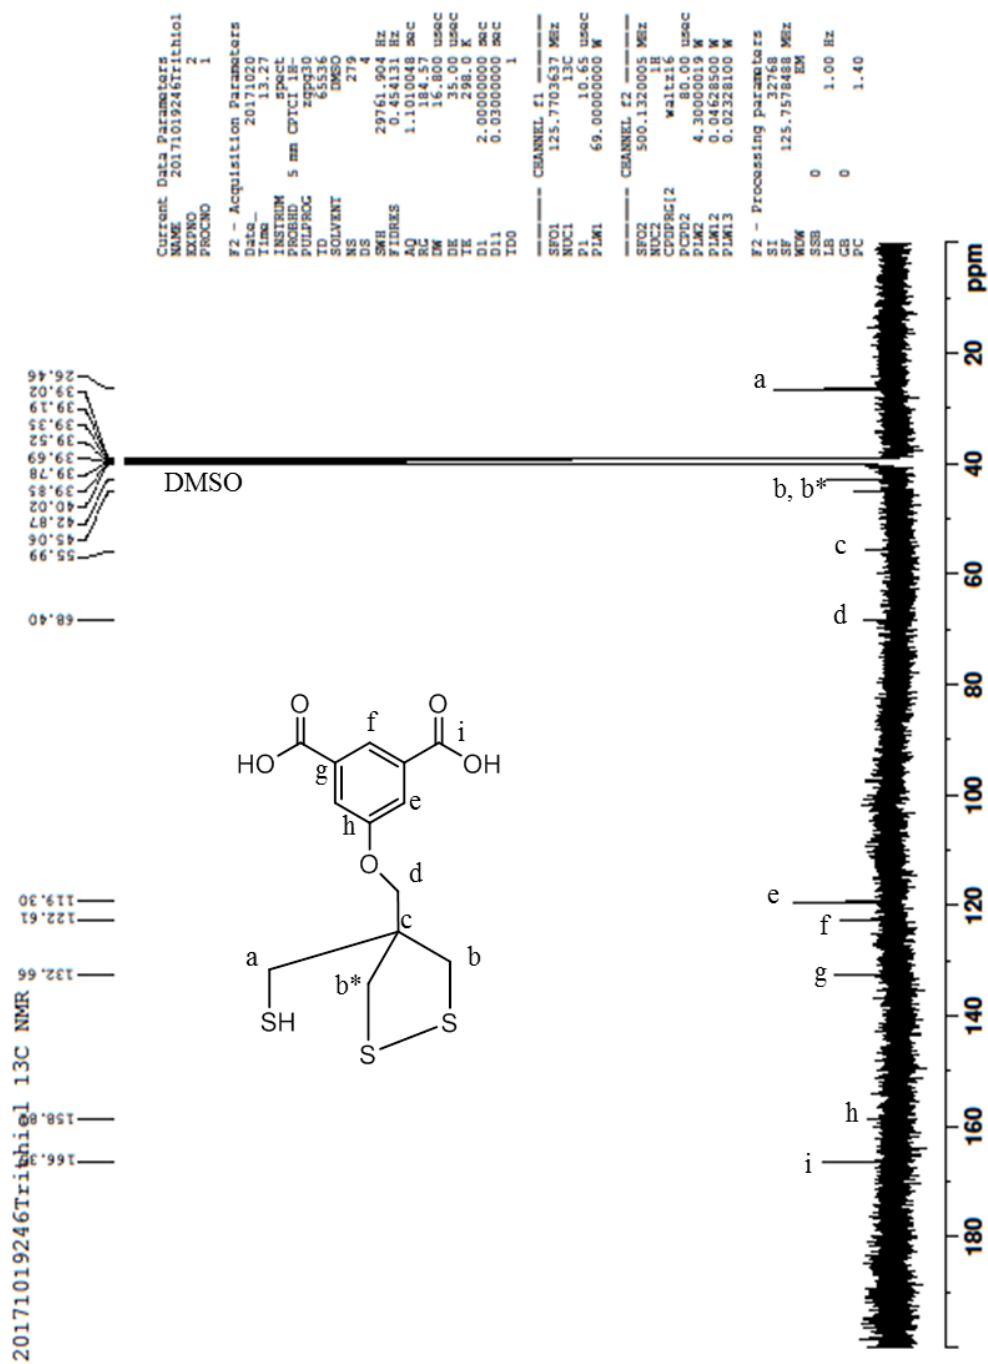 20171019246Trithiol 13C NMR
Current Data Parameters
NAME 20171019246Trithiol
EXPNO 2
PROCNO 1
F2 - Acquisition Parameters
Date_ 20171020
Time 13.27
INSTRUM spect
PROBHD 5 mm CPTCI 1H-
PULPROG zgpg30
TD 65536
SOLVENT DMSO
NS 279
DS 4
SWH 29761.904 Hz
FIDRES 0.454131 Hz
AQ 1.1010048 sec
RG 184.57
DW 16.800 usec
DE 35.00 usec
TE 298.0 K
D1 2.00000000 sec
D11 0.03000000 sec
TD0 1
======== CHANNEL f1 ========
SFO1 125.7703637 MHz
NUC1 13C
P1 10.65 usec
PLW1 69.00000000 W
======== CHANNEL f2 ========
SFO2 500.1320005 MHz
NUC2 1H
CPDPRG[2 waltz16
PCPD2 80.00 usec
PLW2 4.30000019 W
PLW12 0.04628500 W
PLW13 0.02328100 W
F2 - Processing parameters
SI 32768
SF 125.7578488 MHz
WDW EM
SSB 0
LB 1.00 Hz
GB 0
PC 1.40
26.46
39.02
39.19
39.35
39.52
39.69
39.78
39.85
40.02
42.87
45.06
55.99
68.40
119.30
122.61
132.66
DMSO
a
b, b*
c
d
e
f
g
h
i
O
O
f
i
HO
OH
g
e
h
O
d
c
a
b
b*
SH
S
S
ppm
20
40
60
80
100
120
140
160
180